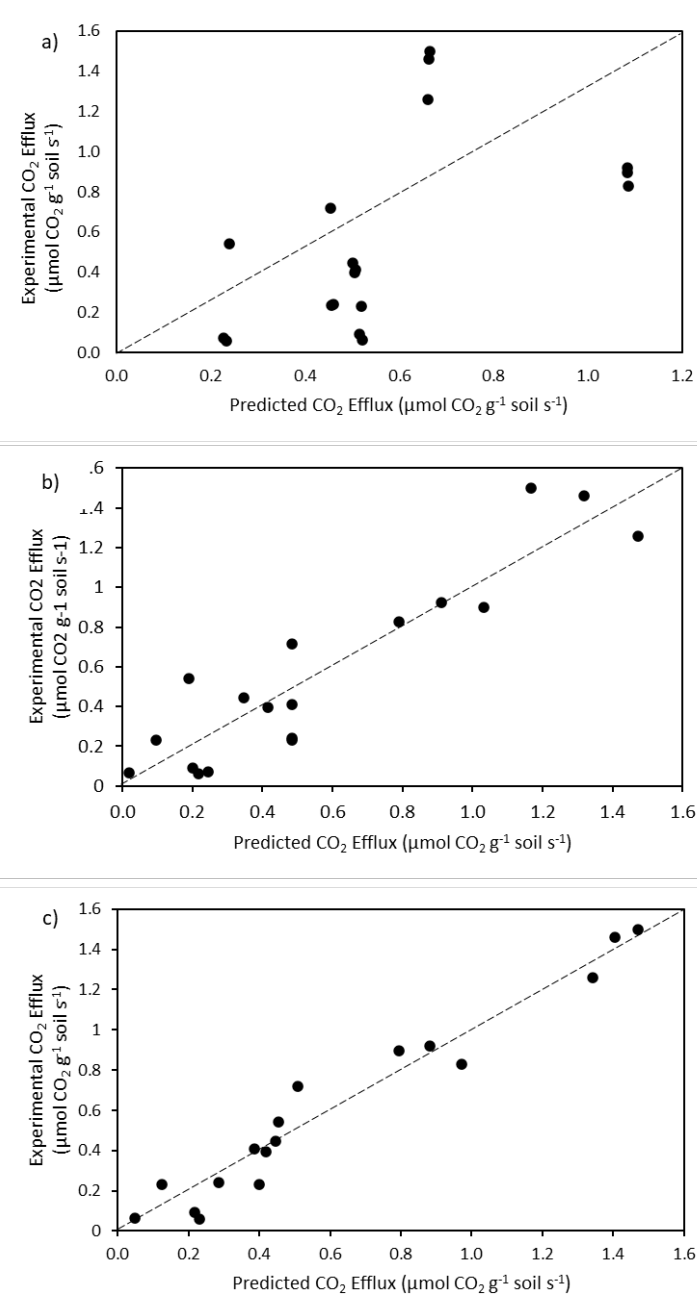 a)
Experimental CO₂ Efflux
(µmol CO₂ g⁻¹ soil s⁻¹)
1.6
1.4
1.2
1.0
0.8
0.6
0.4
0.2
0.0
0.0 0.2 0.4 0.6 0.8 1.0 1.2
Predicted CO₂ Efflux (µmol CO₂ g⁻¹ soil s⁻¹)
b)
Experimental CO2 Efflux
(µmol CO2 g-1 soil s-1)
.6
1.4
1.2
1
0.8
0.6
0.4
0.2
0
0.0 0.2 0.4 0.6 0.8 1.0 1.2 1.4 1.6
Predicted CO₂ Efflux (µmol CO₂ g⁻¹ soil s⁻¹)
c)
Experimental CO₂ Efflux
(µmol CO₂ g⁻¹ soil s⁻¹)
1.6
1.4
1.2
1
0.8
0.6
0.4
0.2
0
0.0 0.2 0.4 0.6 0.8 1.0 1.2 1.4 1.6
Predicted CO₂ Efflux (µmol CO₂ g⁻¹ soil s⁻¹)